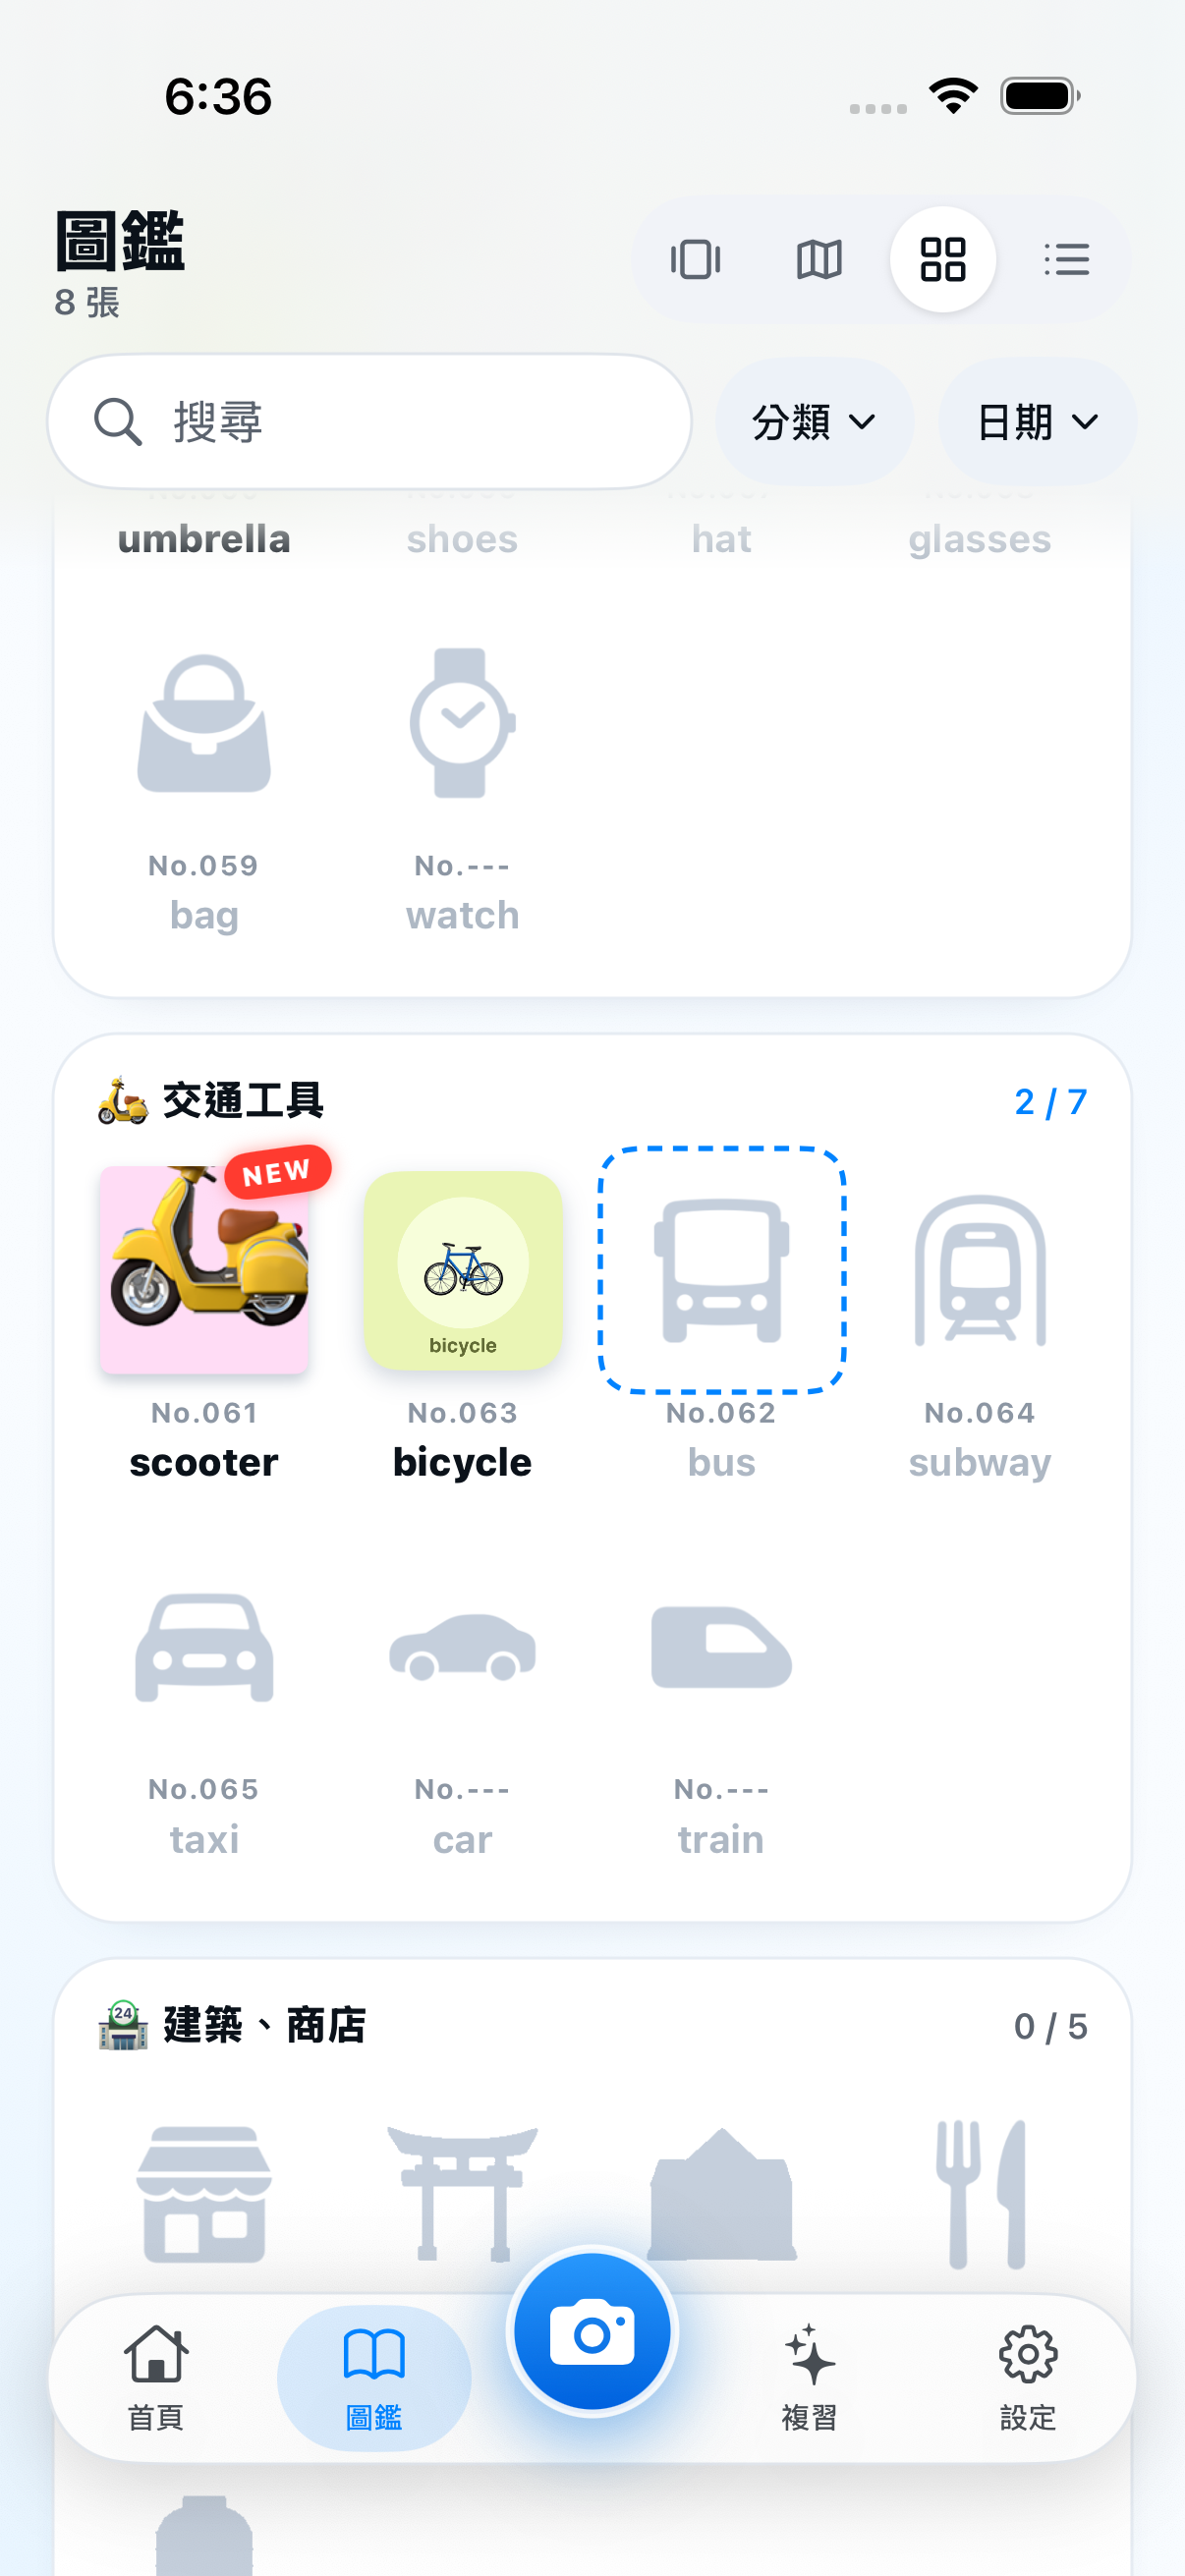 6:36
圖鑑
8 張
搜尋
分類
日期
umbrella
shoes
hat
glasses
No.059
No.---
bag
watch
交通工具
2 / 7
NEW
bicycle
No.061
No.063
No.062
No.064
scooter
bicycle
bus
subway
No.065
No.---
No.---
taxi
car
train
24
建築、商店
0 / 5
首頁
圖鑑
複習
設定